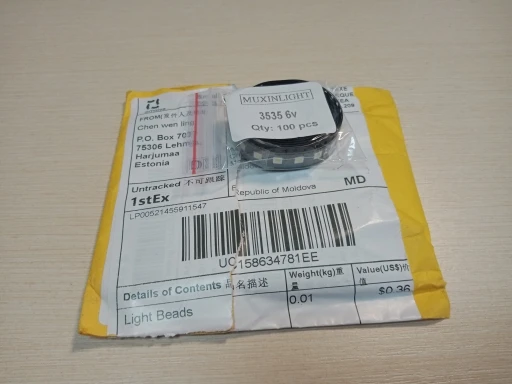 MUXINLIGHT
3535 6v
Qty: 100 pcs
FROM
Chen wen
P.O. Box
75306 Lehm
Harjumaa
Estonia
Untracked 不可跟踪
Republic of Moldova
MD
1stEx
LP00521455911547
UC158634781EE
Details of Contents 品名描述
Weight(kg)重量
Value(US$)价值
Light Beads
0.01
$0.36